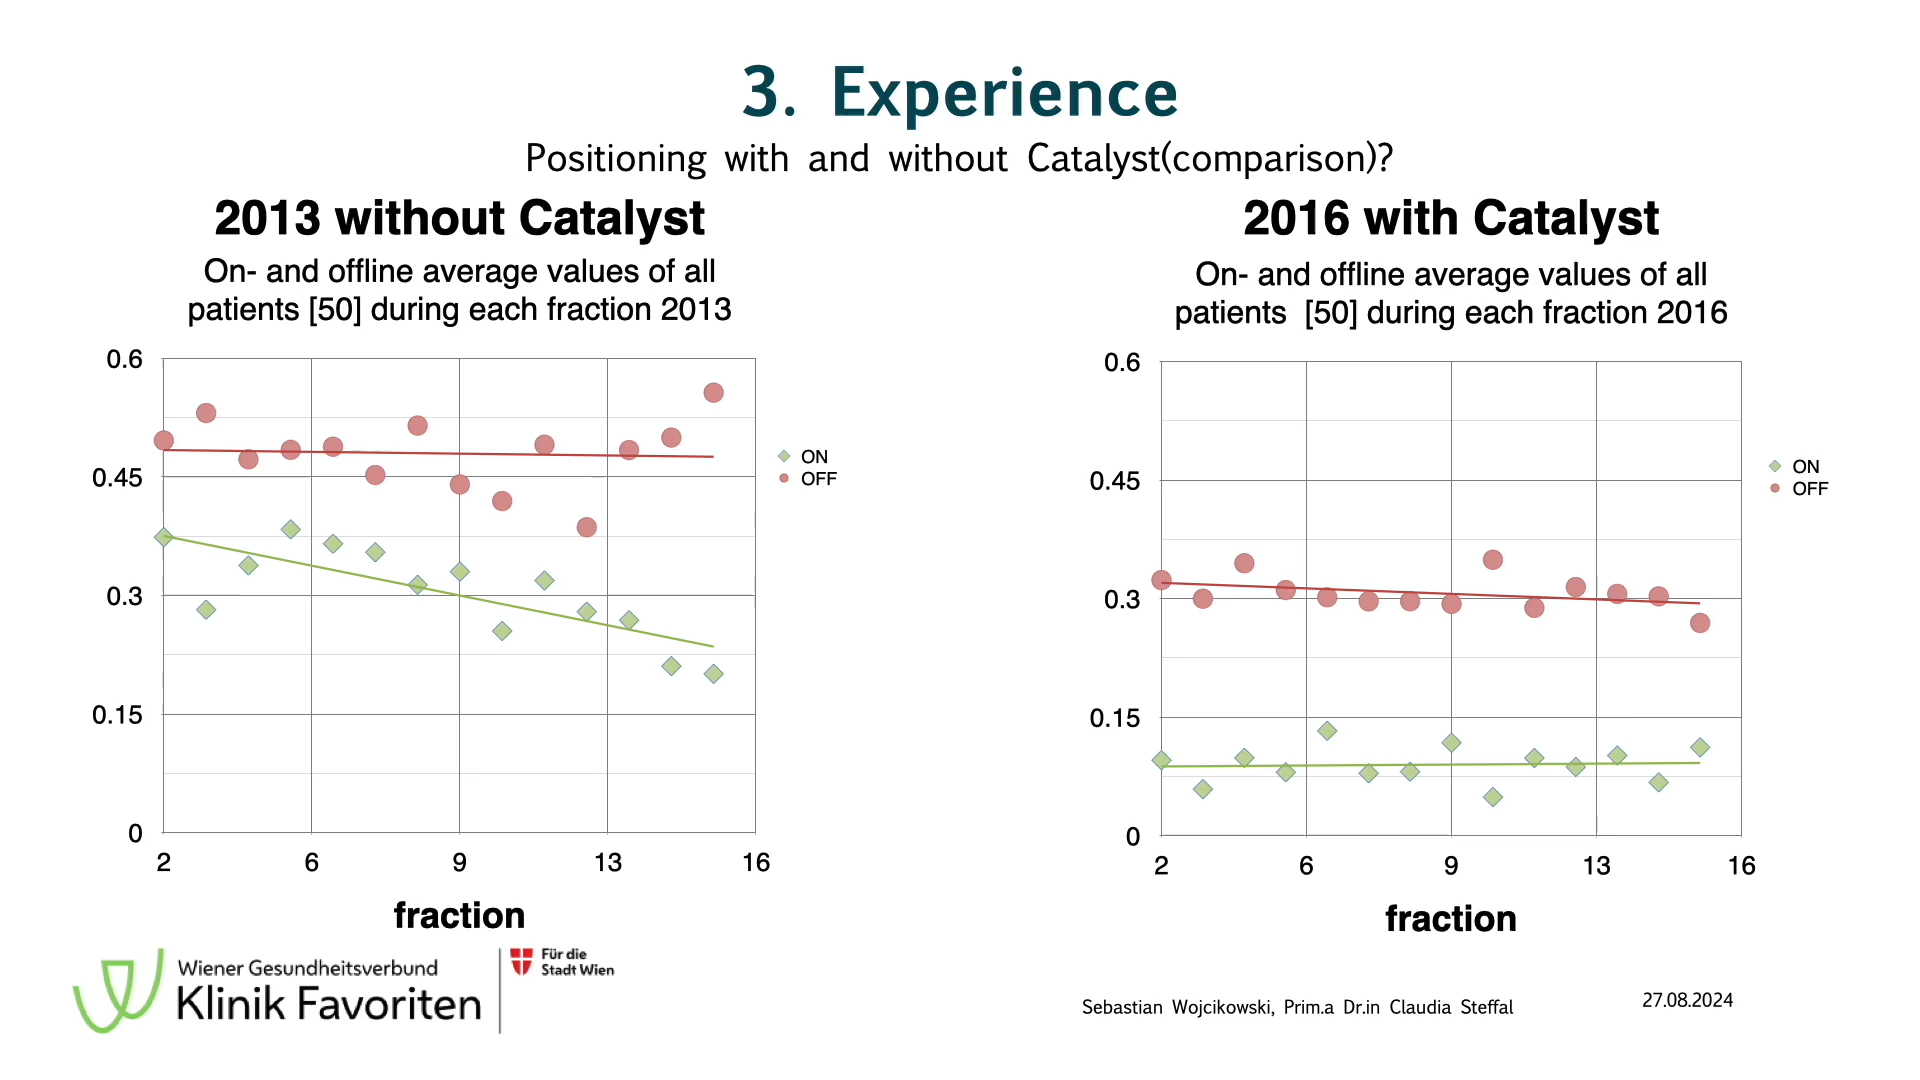 3. Experience
Positioning with and without Catalyst(comparison)?
2013 without Catalyst
On- and offline average values of all
patients [50] during each fraction 2013
0.6
0.45
0.3
0.15
0
2 6 9 13 16
fraction
ON
OFF
2016 with Catalyst
On- and offline average values of all
patients [50] during each fraction 2016
0.6
0.45
0.3
0.15
0
2 6 9 13 16
fraction
ON
OFF
Wiener Gesundheitsverbund
Klinik Favoriten
Für die
Stadt Wien
Sebastian Wojcikowski, Prim.a Dr.in Claudia Steffal
27.08.2024